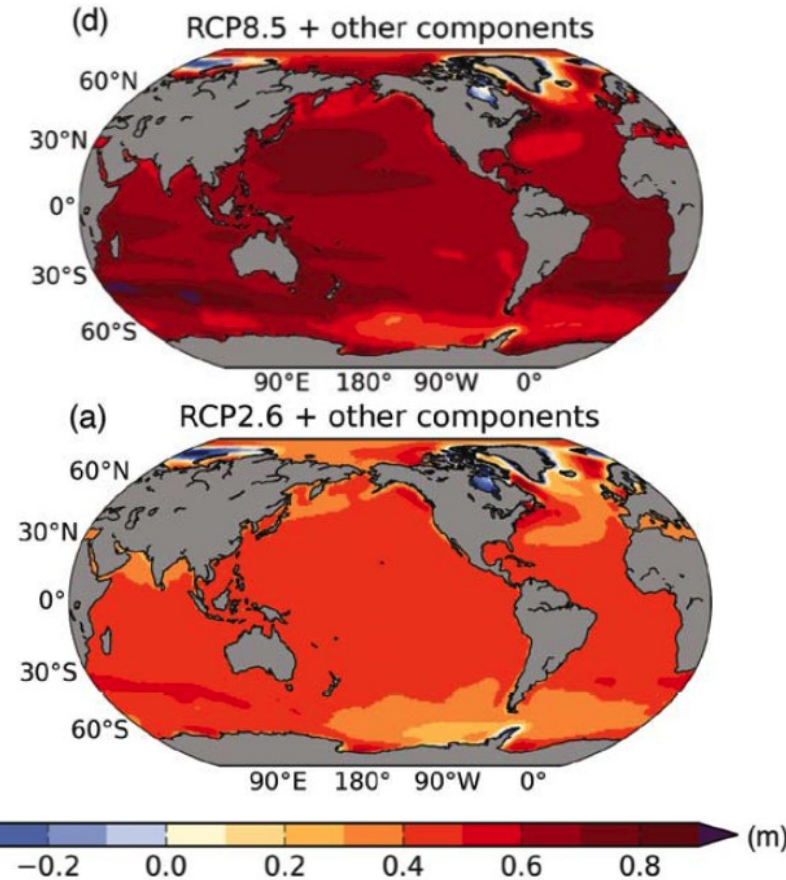 (d)
RCP8.5 + other components
60°N
30°N
0°
30°S
60°S
90°E 180° 90°W 0°
(a)
RCP2.6 + other components
60°N
30°N
0°
30°S
60°S
90°E 180° 90°W 0°
(m)
−0.2 0.0 0.2 0.4 0.6 0.8